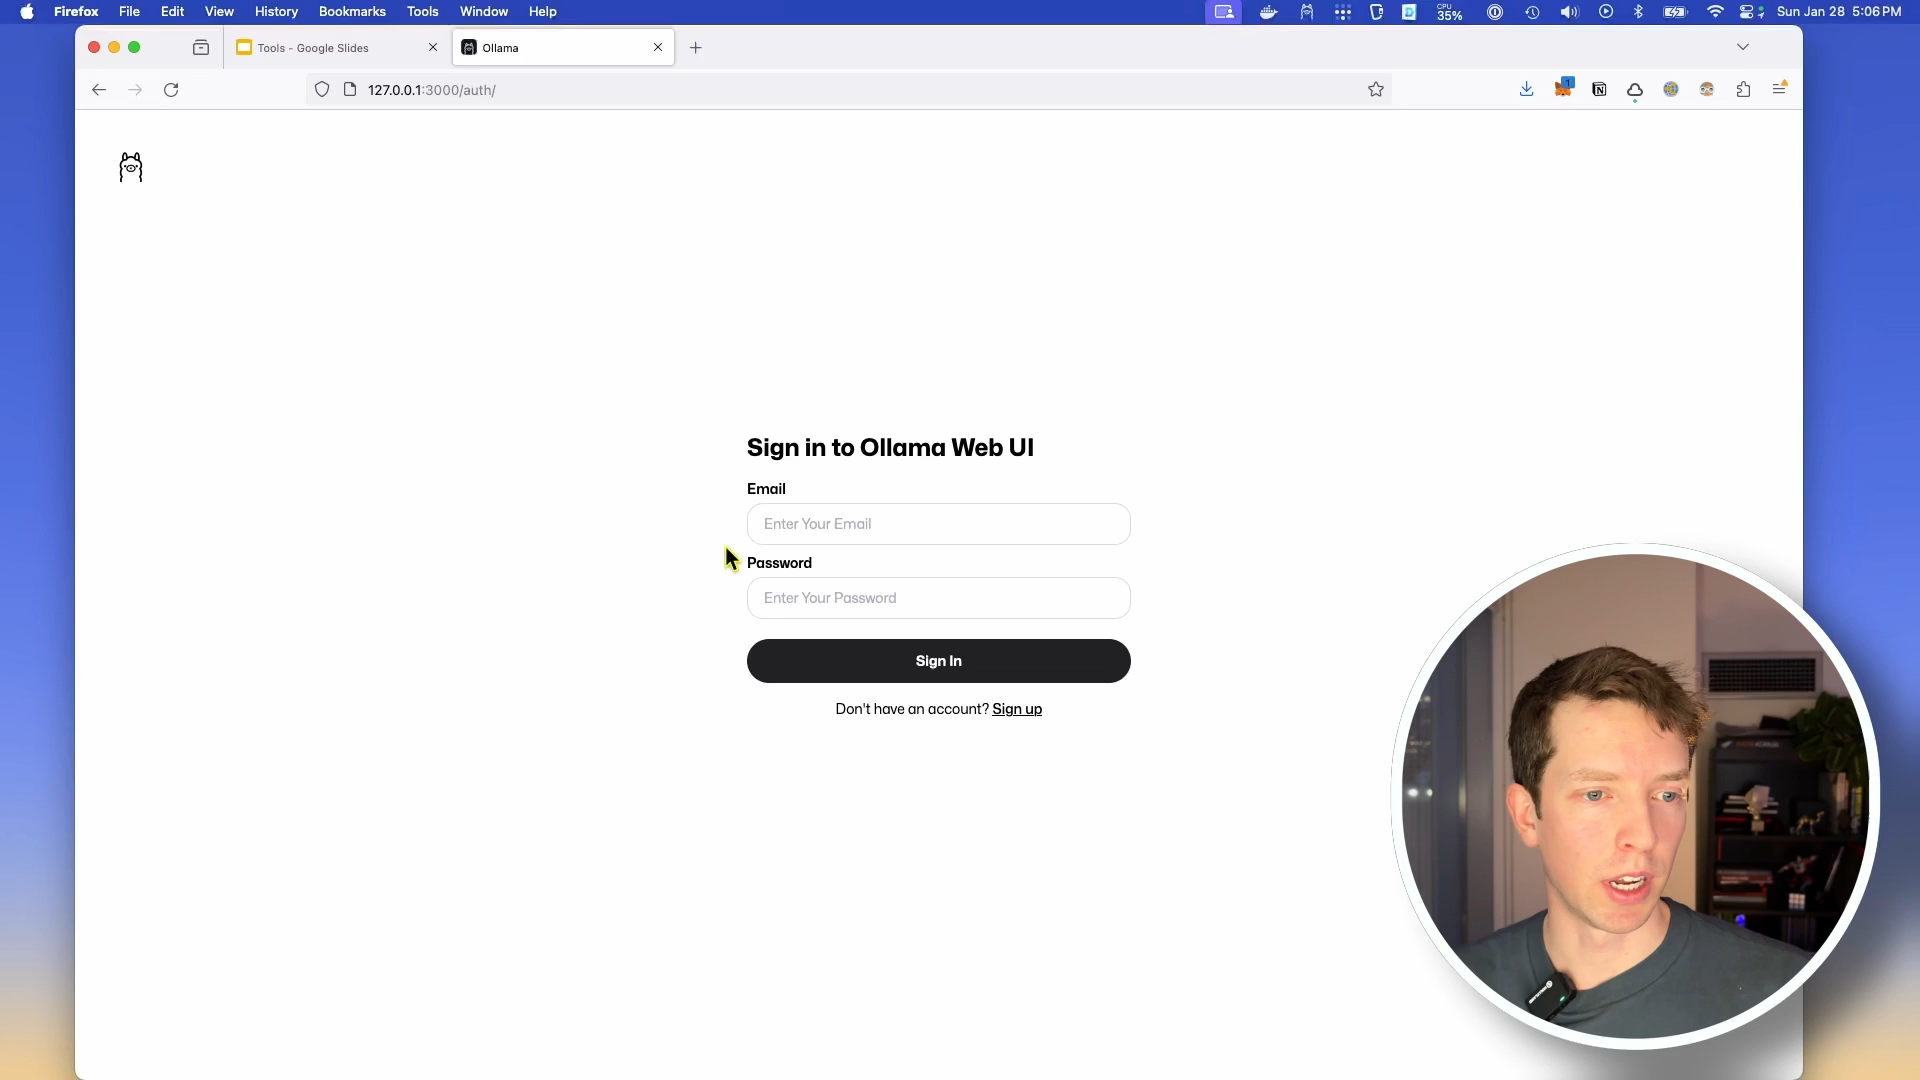 Firefox File Edit View History Bookmarks Tools Window Help CPU 35% Sun Jan 28 5:06 PM
Tools - Google Slides Ollama
127.0.0.1:3000/auth/ 1
Sign in to Ollama Web UI
Email
Enter Your Email
Password
Enter Your Password
Sign In
Don't have an account? Sign up